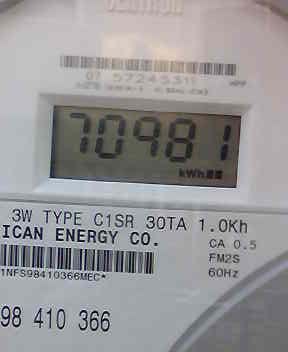 CENTRON
07 57245311
70981
kWh
3W TYPE C1SR 30TA 1.0Kh
ICAN ENERGY CO.
CA 0.5
FM2S
60Hz
1NFS98410366MEC*
98 410 366